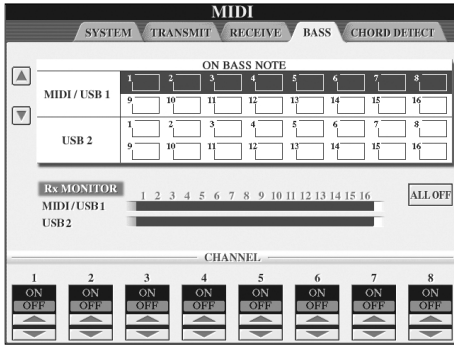 MIDI
SYSTEM TRANSMIT RECEIVE BASS CHORD DETECT
ON BASS NOTE
MIDI / USB 1
1 2 3 4 5 6 7 8
9 10 11 12 13 14 15 16
USB 2
1 2 3 4 5 6 7 8
9 10 11 12 13 14 15 16
Rx MONITOR 1 2 3 4 5 6 7 8 9 10 11 12 13 14 15 16
ALL OFF
MIDI / USB1
USB2
CHANNEL
1 2 3 4 5 6 7 8
ON ON ON ON ON ON ON ON
OFF OFF OFF OFF OFF OFF OFF OFF